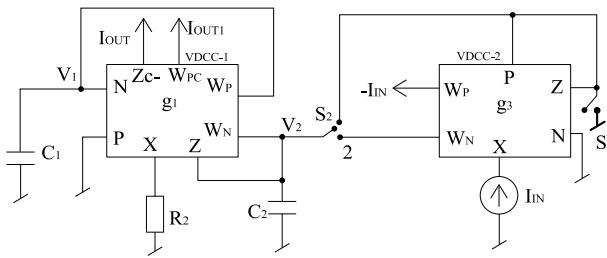 IOUT
IOUT1
VDCC-1
V1
Zc-
WPC
N
WP
g1
P
WN
X
Z
C1
R2
V2
C2
S2
2
VDCC-2
P
-IIN
WP
Z
g3
WN
N
X
S
IIN